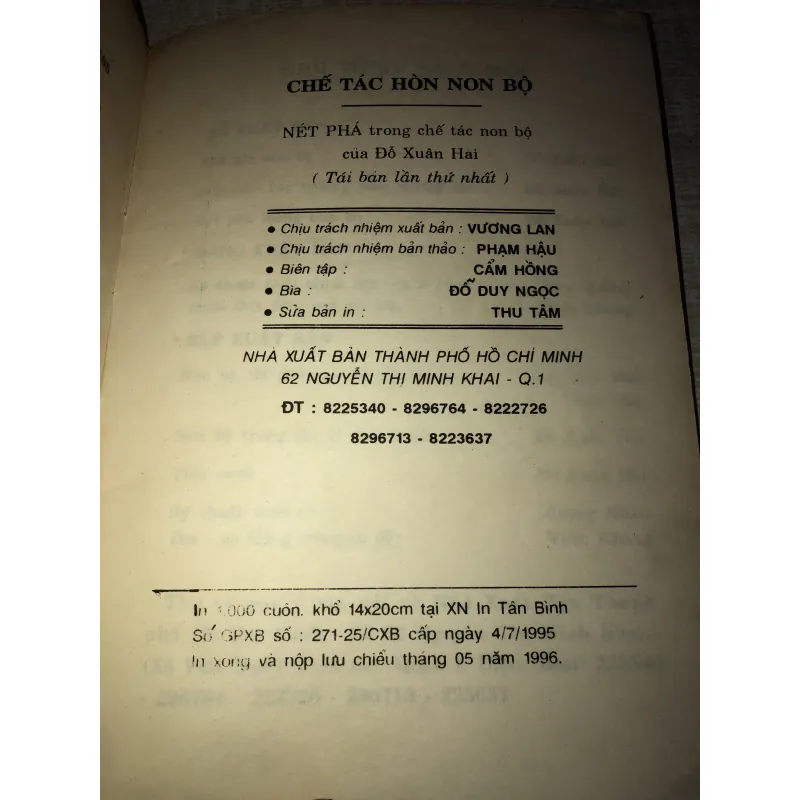 CHẾ TÁC HÒN NON BỘ
NÉT PHÁ trong chế tác non bộ
của Đỗ Xuân Hải
( Tái bản lần thứ nhất )
• Chịu trách nhiệm xuất bản : VƯƠNG LAN
• Chịu trách nhiệm bản thảo : PHẠM HẬU
• Biên tập : CẨM HỒNG
• Bìa : ĐỖ DUY NGỌC
• Sửa bản in : THU TÂM
NHÀ XUẤT BẢN THÀNH PHỐ HỒ CHÍ MINH
62 NGUYỄN THỊ MINH KHAI - Q.1
ĐT : 8225340 - 8296764 - 8222726
8296713 - 8223637
In cuốn. khổ 14x20cm tại XN In Tân Bình
Số GPXB số : 271-25/CXB cấp ngày 4/7/1995
In xong và nộp lưu chiểu tháng 05 năm 1996.